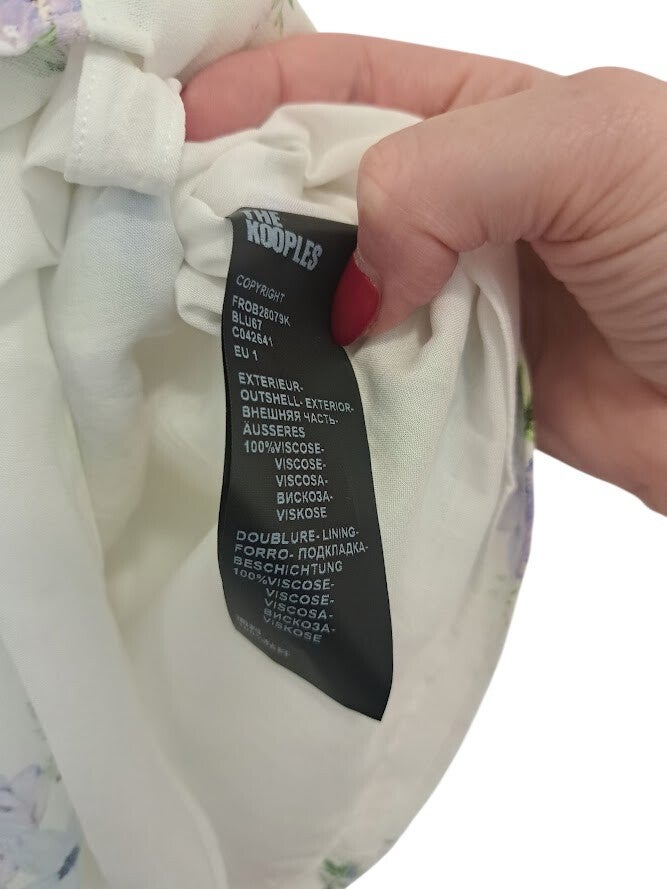 THE
KOOPLES
COPYRIGHT
FROB26079K
BLU67
C042641
EU 1
EXTERIEUR-
OUTSHELL- EXTERIOR-
ВНЕШНЯЯ ЧАСТЬ-
ÄUSSERES
100%VISCOSE-
VISCOSE-
VISCOSA-
ВИСКОЗА-
VISKOSE
DOUBLURE- LINING-
FORRO- ПОДКЛАДКА-
BESCHICHTUNG
100%VISCOSE-
VISCOSE-
VISCOSA-
ВИСКОЗА-
VISKOSE